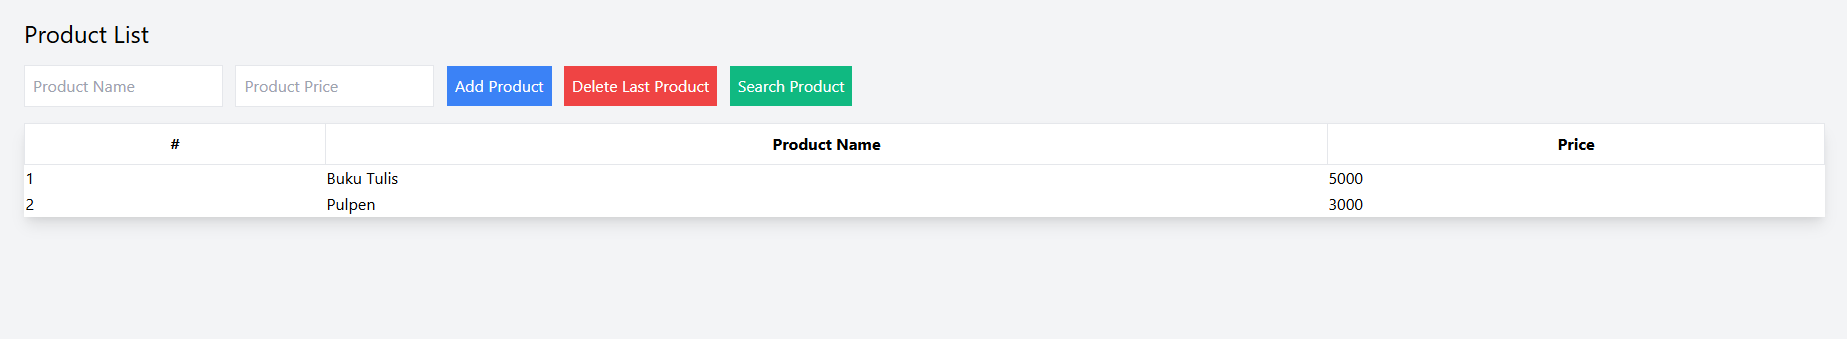 Product List
Product Name Product Price Add Product Delete Last Product Search Product
# Product Name Price
1 Buku Tulis 5000
2 Pulpen 3000